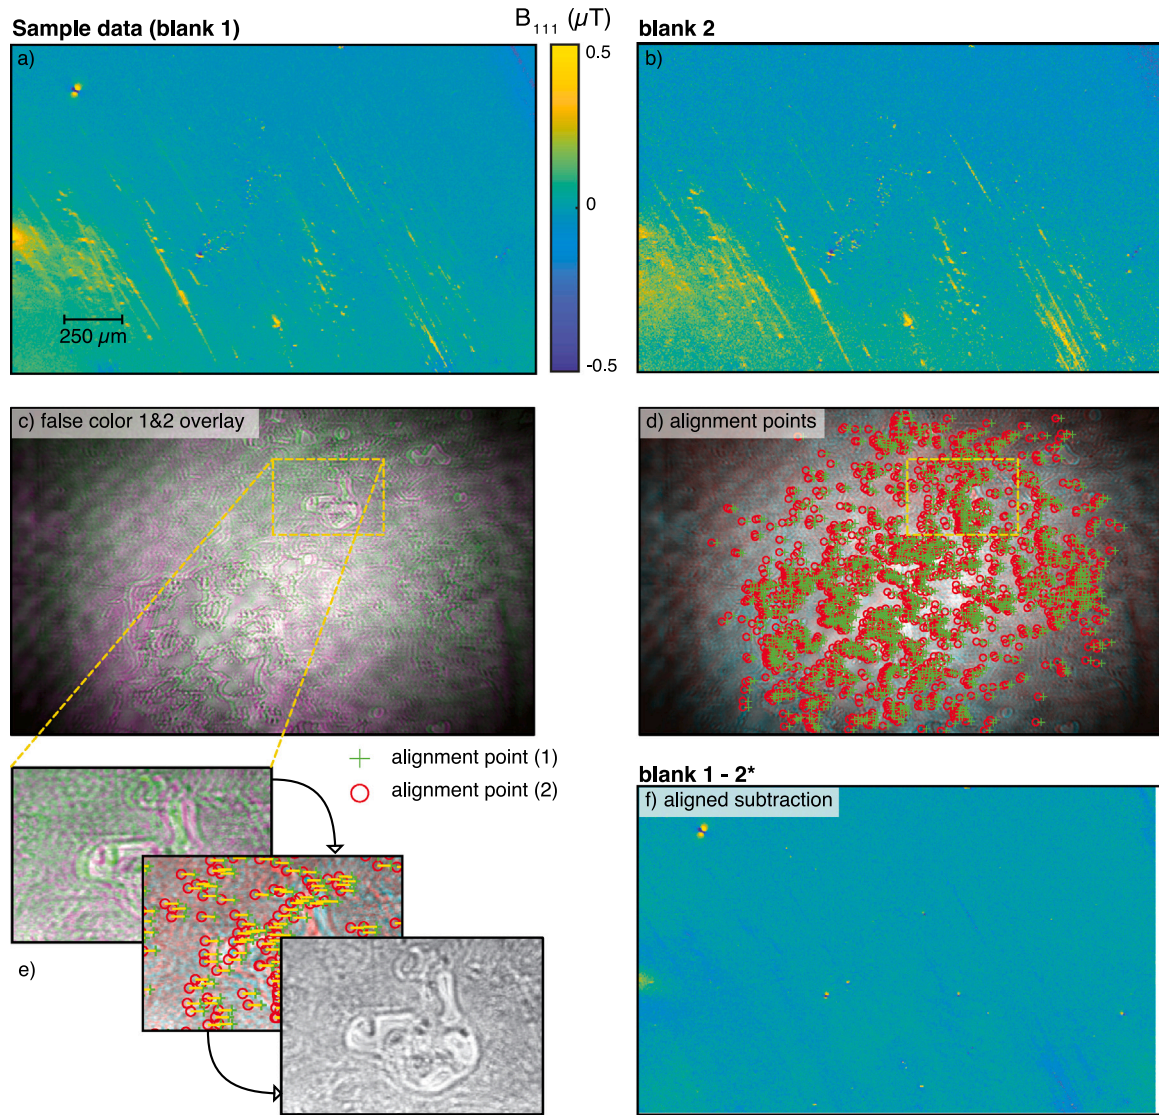 Sample data (blank 1)
B₁₁₁ (µT)
blank 2
a)
0.5
0
-0.5
250 µm
b)
c) false color 1&2 overlay
d) alignment points
alignment point (1)
alignment point (2)
blank 1 - 2*
e)
f) aligned subtraction